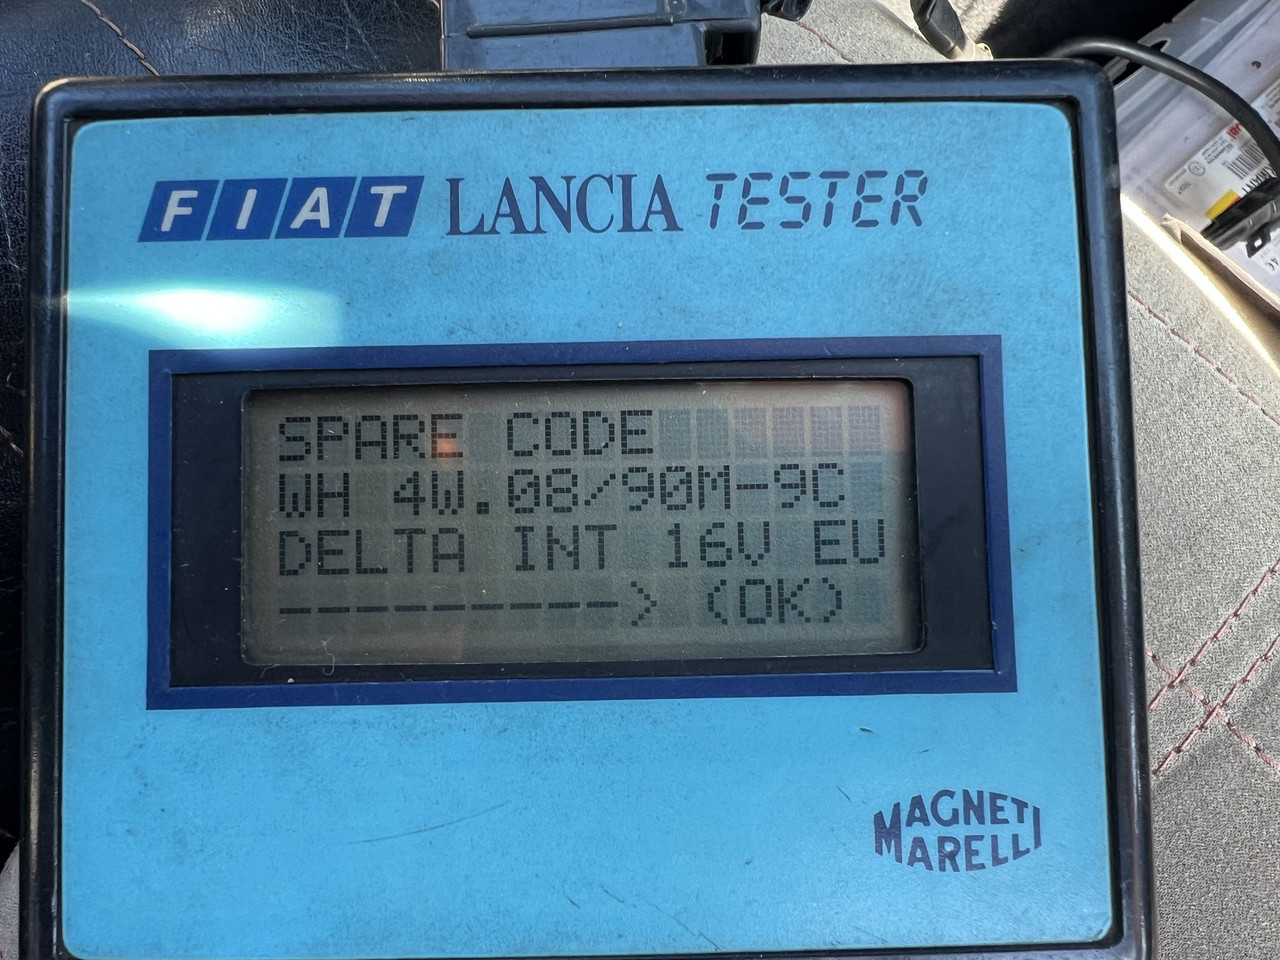 FIAT LANCIA TESTER
SPARE CODE
WH 4W.08/90M-9C
DELTA INT 16V EU
---------> (OK)
MAGNETI
MARELLI